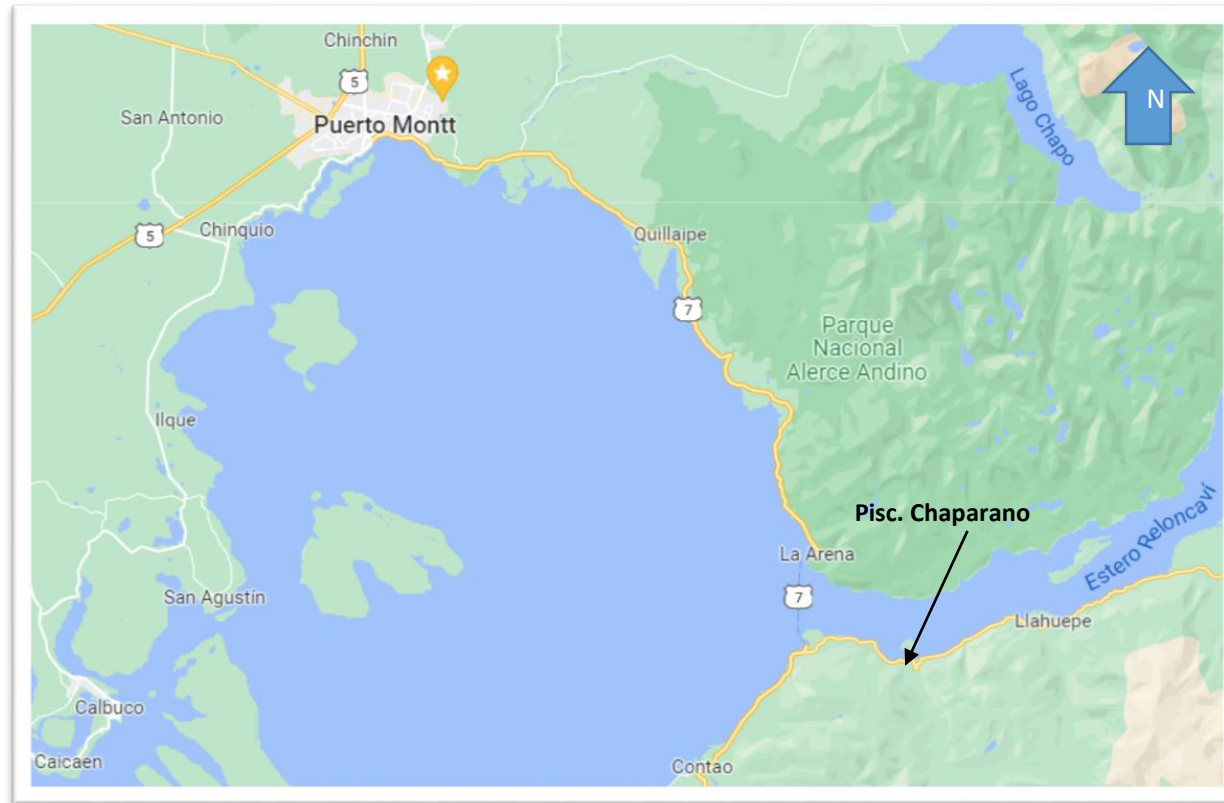 Chinchin
5
San Antonio
Puerto Montt
Lago Chapo
N
5
Chinquio
Quillaipe
7
Parque
Nacional
Alerce Andino
Ilque
Pisc. Chaparano
La Arena
Estero Reloncaví
7
San Agustín
Llahuepe
Calbuco
Caicaen
Contao